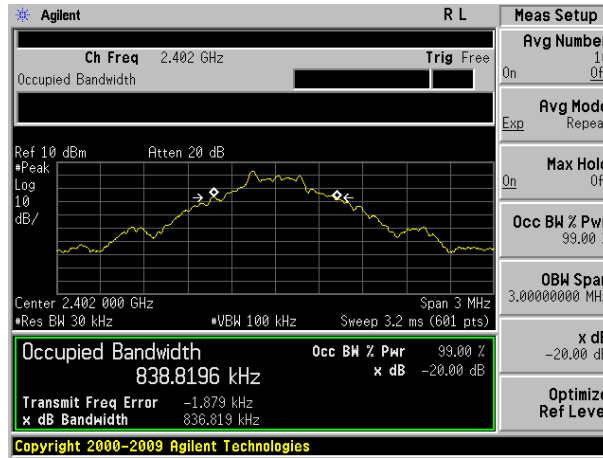 Agilent R L
Ch Freq 2.402 GHz Trig Free
Occupied Bandwidth
Ref 10 dBm Atten 20 dB
#Peak
Log
10
dB/
Center 2.402 000 GHz Span 3 MHz
#Res BW 30 kHz #VBW 100 kHz Sweep 3.2 ms (601 pts)
Occupied Bandwidth Occ BW % Pwr 99.00 %
838.8196 kHz x dB -20.00 dB
Transmit Freq Error -1.879 kHz
x dB Bandwidth 836.819 kHz
Copyright 2000-2009 Agilent Technologies
Meas Setup
Avg Number
On
Avg Mode
Exp Repea
Max Hold
On Of
Occ BW % Pwr
99.00
OBW Span
3.00000000 MH
x dB
-20.00 dB
Optimize
Ref Level